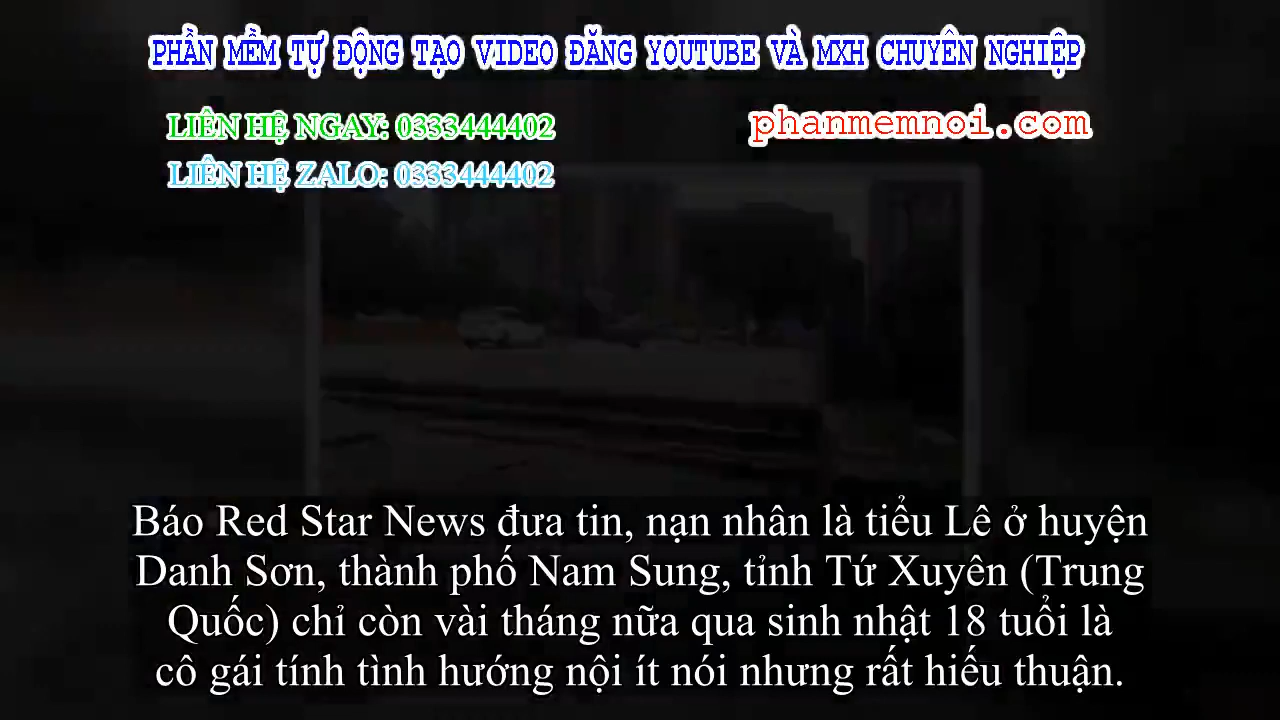 PHẦN MỀM TỰ ĐỘNG TẠO VIDEO ĐĂNG YOUTUBE VÀ MXH CHUYÊN NGHIỆP
LIÊN HỆ NGAY: 0333444402
phanmemnoi.com
LIÊN HỆ ZALO: 0333444402
Báo Red Star News đưa tin, nạn nhân là tiểu Lê ở huyện
Danh Sơn, thành phố Nam Sung, tỉnh Tứ Xuyên (Trung
Quốc) chỉ còn vài tháng nữa qua sinh nhật 18 tuổi là
cô gái tính tình hướng nội ít nói nhưng rất hiếu thuận.